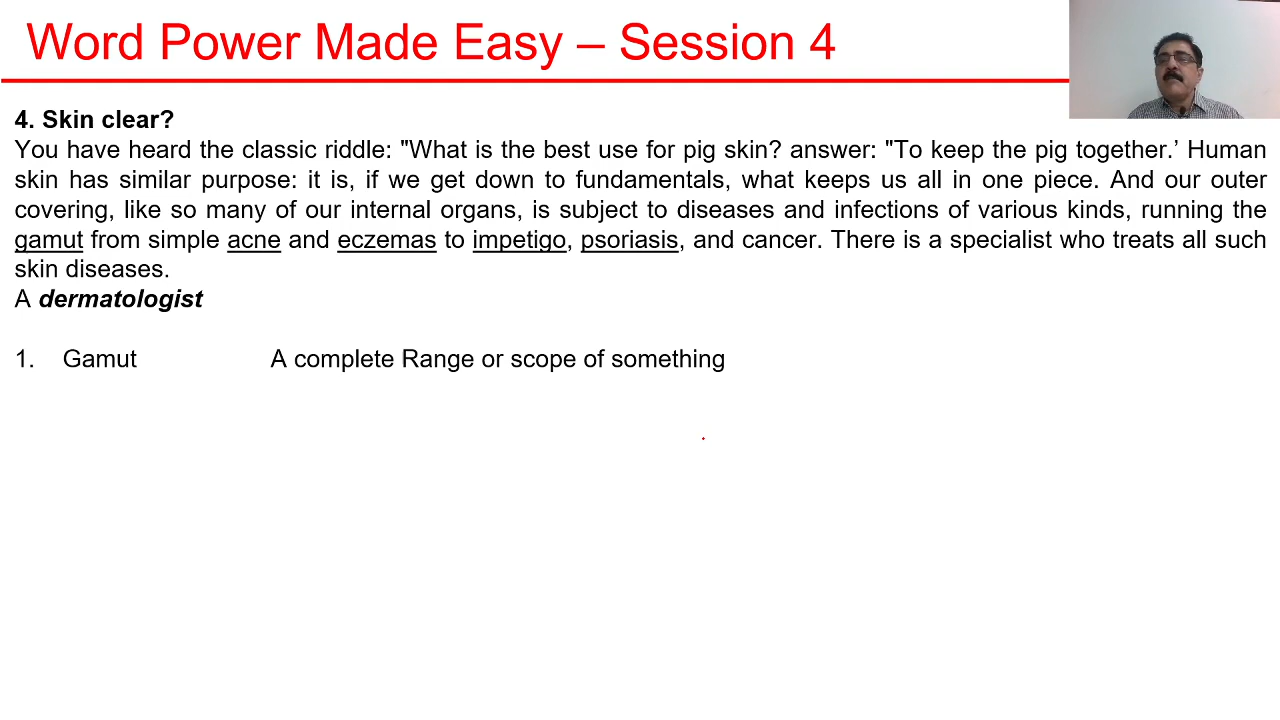 Word Power Made Easy – Session 4
4. Skin clear?
You have heard the classic riddle: "What is the best use for pig skin? answer: "To keep the pig together.’ Human
skin has similar purpose: it is, if we get down to fundamentals, what keeps us all in one piece. And our outer
covering, like so many of our internal organs, is subject to diseases and infections of various kinds, running the
gamut from simple acne and eczemas to impetigo, psoriasis, and cancer. There is a specialist who treats all such
skin diseases.
A dermatologist
1. Gamut A complete Range or scope of something